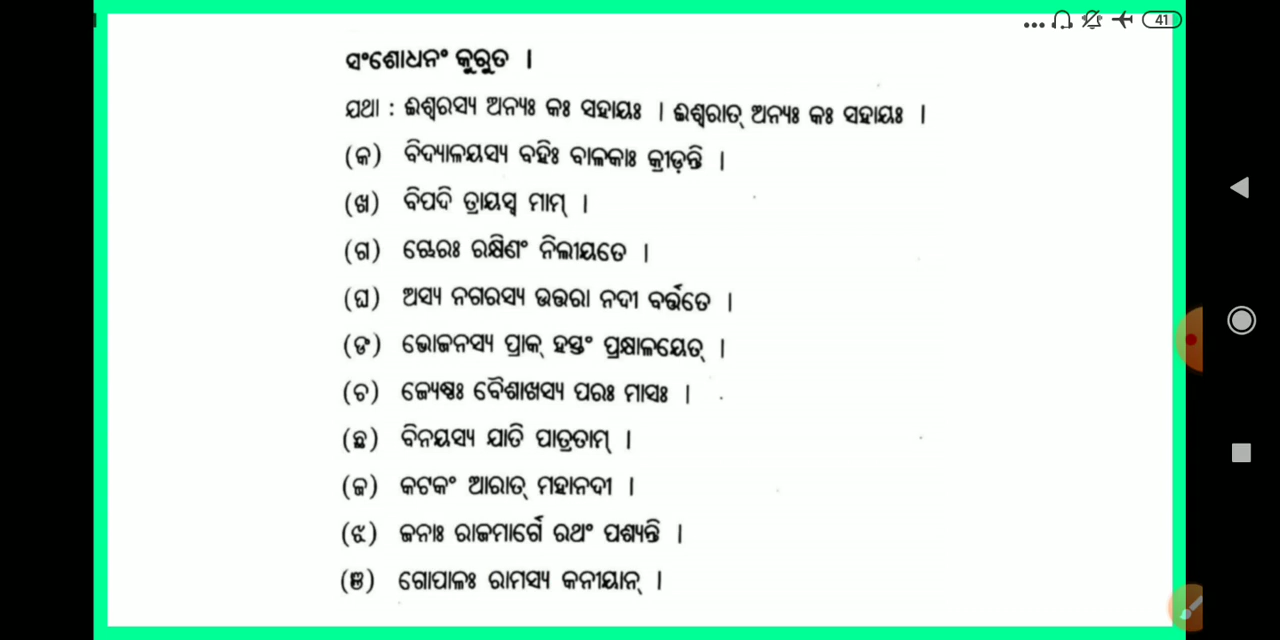 41
ସଂଶୋଧନଂ କୁରୁତ ।
ଯଥା : ଈଶ୍ୱରସ୍ୟ ଅନ୍ୟଃ କଃ ସହାୟଃ । ଈଶ୍ୱରାତ୍ ଅନ୍ୟଃ କଃ ସହାୟଃ ।
(କ) ବିଦ୍ୟାଳୟସ୍ୟ ବହିଃ ବାଳକାଃ କ୍ରୀଡ଼ନ୍ତି ।
(ଖ) ବିପଦି ତ୍ରାୟସ୍ୱ ମାମ୍ ।
(ଗ) ଚୌରଃ ରକ୍ଷିଣଂ ନିଲୀୟତେ ।
(ଘ) ଅସ୍ୟ ନଗରସ୍ୟ ଉତ୍ତରା ନଦୀ ବର୍ତ୍ତତେ ।
(ଙ) ଭୋଜନସ୍ୟ ପ୍ରାକ୍ ହସ୍ତଂ ପ୍ରକ୍ଷାଳୟେତ୍ ।
(ଚ) ଜ୍ୟେଷ୍ଠଃ ବୈଶାଖସ୍ୟ ପରଃ ମାସଃ ।
(ଛ) ବିନୟସ୍ୟ ଯାତି ପାତ୍ରତାମ୍ ।
(ଜ) କଟକଂ ଆରାତ୍ ମହାନଦୀ ।
(ଝ) ଜନାଃ ରାଜମାର୍ଗେ ରଥଂ ପଶ୍ୟନ୍ତି ।
(ଞ) ଗୋପାଳଃ ରାମସ୍ୟ କନୀୟାନ୍ ।